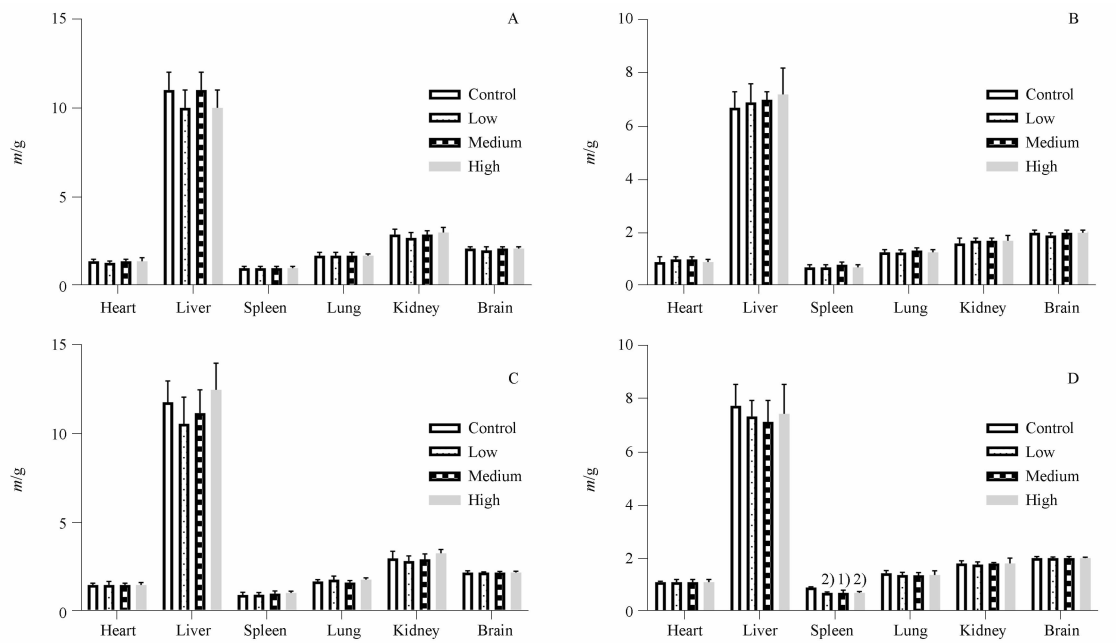 A
15
10
5
0
m/g
Control
Low
Medium
High
Heart Liver Spleen Lung Kidney Brain
B
10
8
6
4
2
0
m/g
Control
Low
Medium
High
Heart Liver Spleen Lung Kidney Brain
C
15
10
5
0
m/g
Control
Low
Medium
High
Heart Liver Spleen Lung Kidney Brain
D
10
8
6
4
2
0
m/g
Control
Low
Medium
High
2) 1) 2)
Heart Liver Spleen Lung Kidney Brain